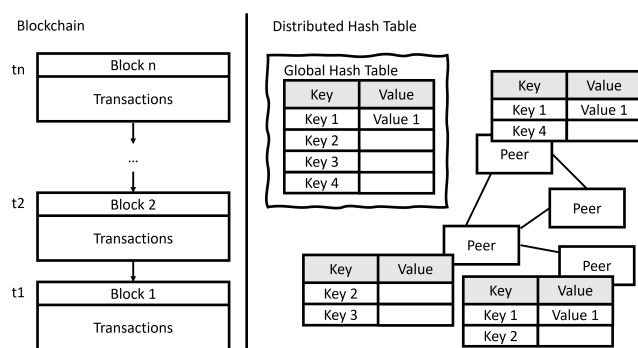 Blockchain
tn
Block n
Transactions
...
t2
Block 2
Transactions
t1
Block 1
Transactions
Distributed Hash Table
Global Hash Table
Key Value
Key 1 Value 1
Key 2
Key 3
Key 4
Key Value
Key 1 Value 1
Key 4
Peer
Peer
Peer
Peer
Key Value
Key 2
Key 3
Key Value
Key 1 Value 1
Key 2